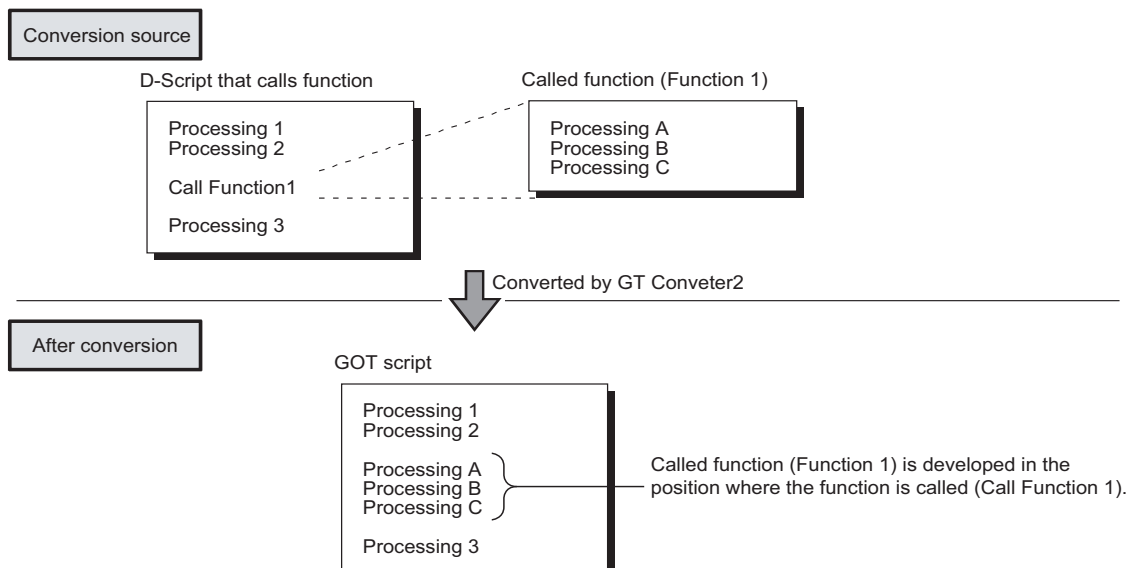 Conversion source
D-Script that calls function
Called function (Function 1)
Processing 1
Processing 2
Call Function1
Processing 3
Processing A
Processing B
Processing C
Converted by GT Conveter2
After conversion
GOT script
Processing 1
Processing 2
Processing A
Processing B
Processing C
Processing 3
Called function (Function 1) is developed in the
position where the function is called (Call Function 1).